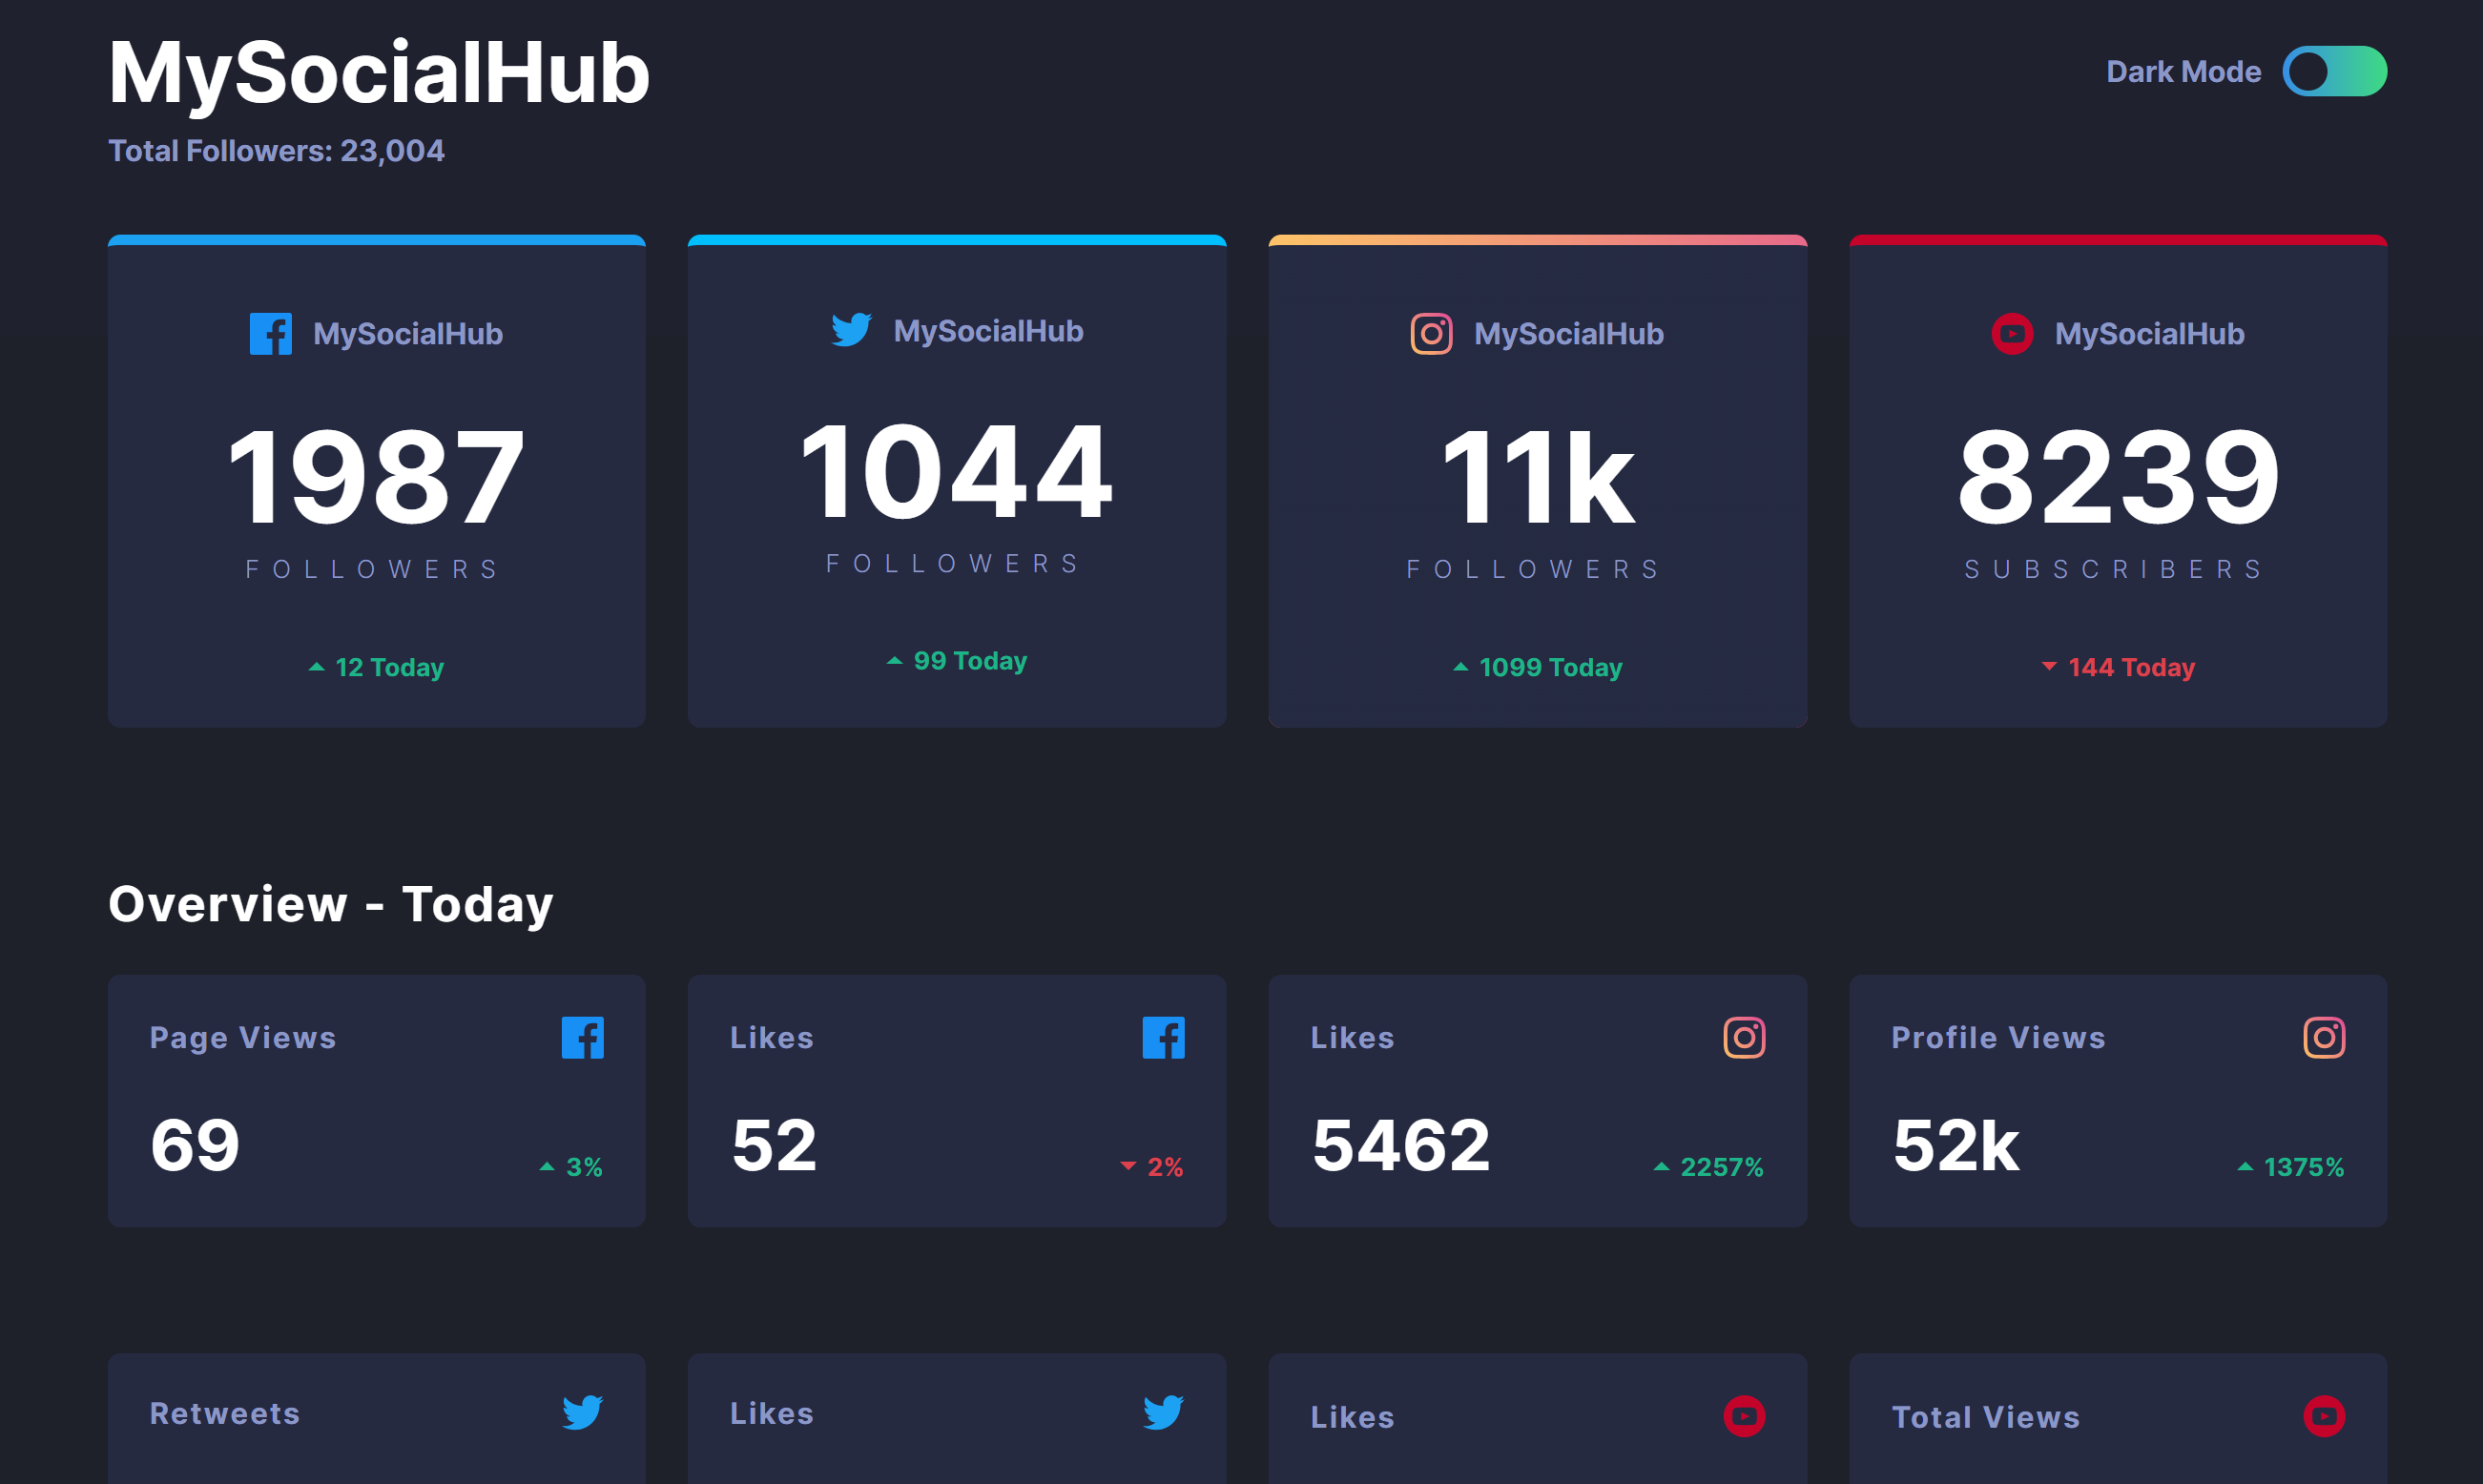 MySocialHub
Dark Mode
Total Followers: 23,004
MySocialHub
1987
FOLLOWERS
12 Today
MySocialHub
1044
FOLLOWERS
99 Today
MySocialHub
11k
FOLLOWERS
1099 Today
MySocialHub
8239
SUBSCRIBERS
144 Today
Overview - Today
Page Views
69
3%
Likes
52
2%
Likes
5462
2257%
Profile Views
52k
1375%
Retweets
Likes
Likes
Total Views